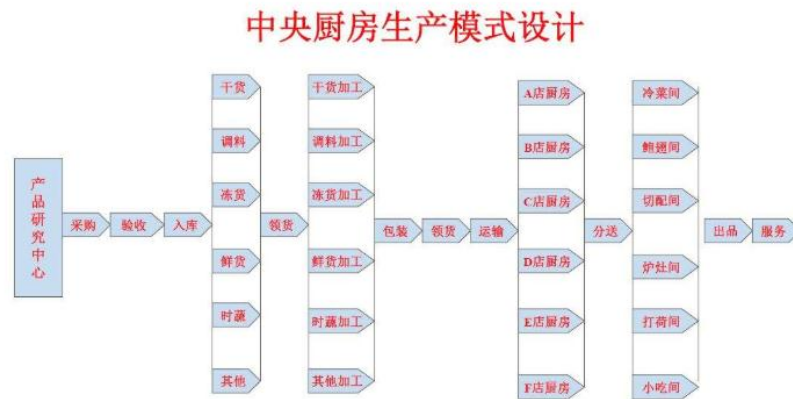 中央厨房生产模式设计
产品研究中心
采购
验收
入库
干货
调料
冻货
鲜货
时蔬
其他
领货
干货加工
调料加工
冻货加工
鲜货加工
时蔬加工
其他加工
包装
领货
运输
A店厨房
B店厨房
C店厨房
D店厨房
E店厨房
F店厨房
分送
冷菜间
鲍翅间
切配间
炉灶间
打荷间
小吃间
出品
服务